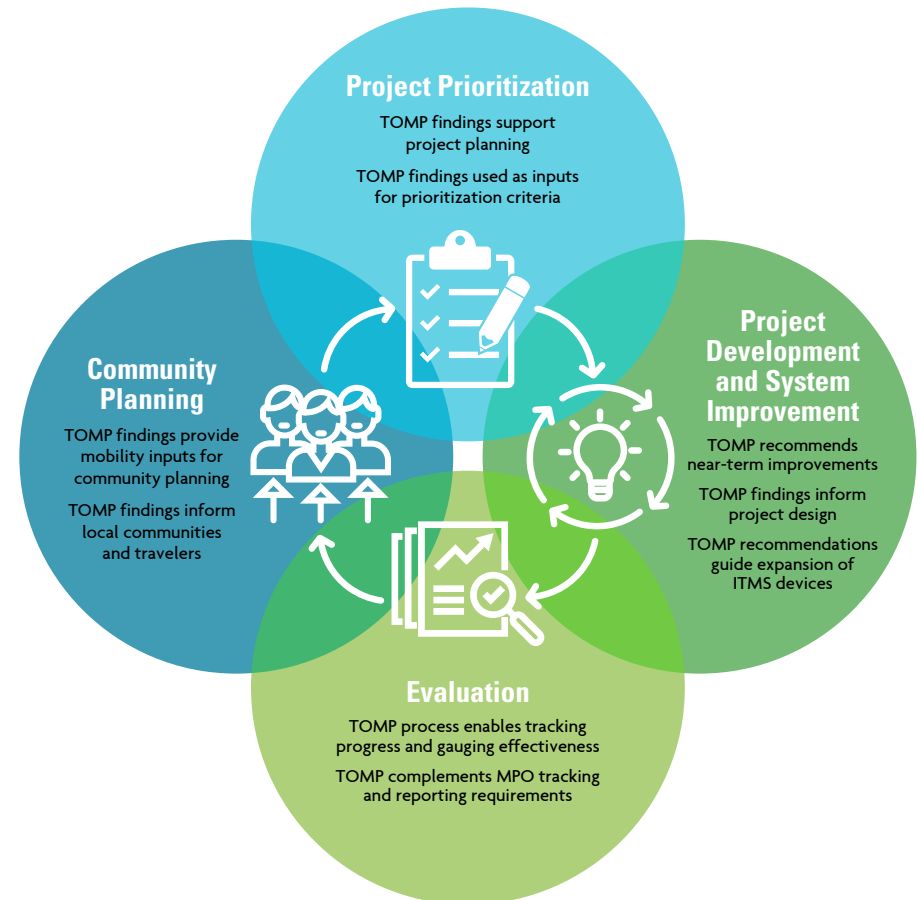 Project Prioritization
TOMP findings support
project planning
TOMP findings used as inputs
for prioritization criteria
Community
Planning
TOMP findings provide
mobility inputs for
community planning
TOMP findings inform
local communities
and travelers
Project
Development
and System
Improvement
TOMP recommends
near-term improvements
TOMP findings inform
project design
TOMP recommendations
guide expansion of
ITMS devices
Evaluation
TOMP process enables tracking
progress and gauging effectiveness
TOMP complements MPO tracking
and reporting requirements